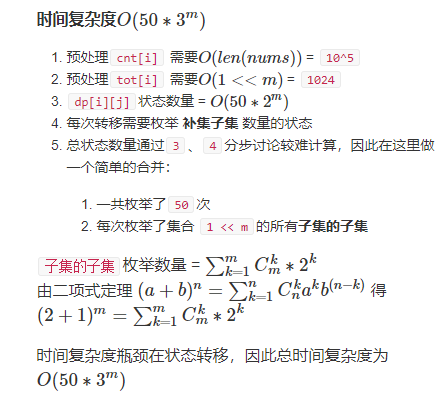 时间复杂度O(50 ∗ 3^m)
1. 预处理 cnt[i] 需要O(len(nums)) = 10^5
2. 预处理 tot[i] 需要O(1 << m) = 1024
3. dp[i][j] 状态数量 = O(50 ∗ 2^m)
4. 每次转移需要枚举 补集子集 数量的状态
5. 总状态数量通过 3 、 4 分步讨论较难计算，因此在这里做
一个简单的合并：
1. 一共枚举了 50 次
2. 每次枚举了集合 1 << m 的所有子集的子集
子集的子集 枚举数量 = ∑_{k=1}^{m} C_m^k ∗ 2^k
由二项式定理 (a + b)^n = ∑_{k=1}^{n} C_n^k a^k b^{(n−k)} 得
(2 + 1)^m = ∑_{k=1}^{m} C_m^k ∗ 2^k
时间复杂度瓶颈在状态转移，因此总时间复杂度为
O(50 ∗ 3^m)